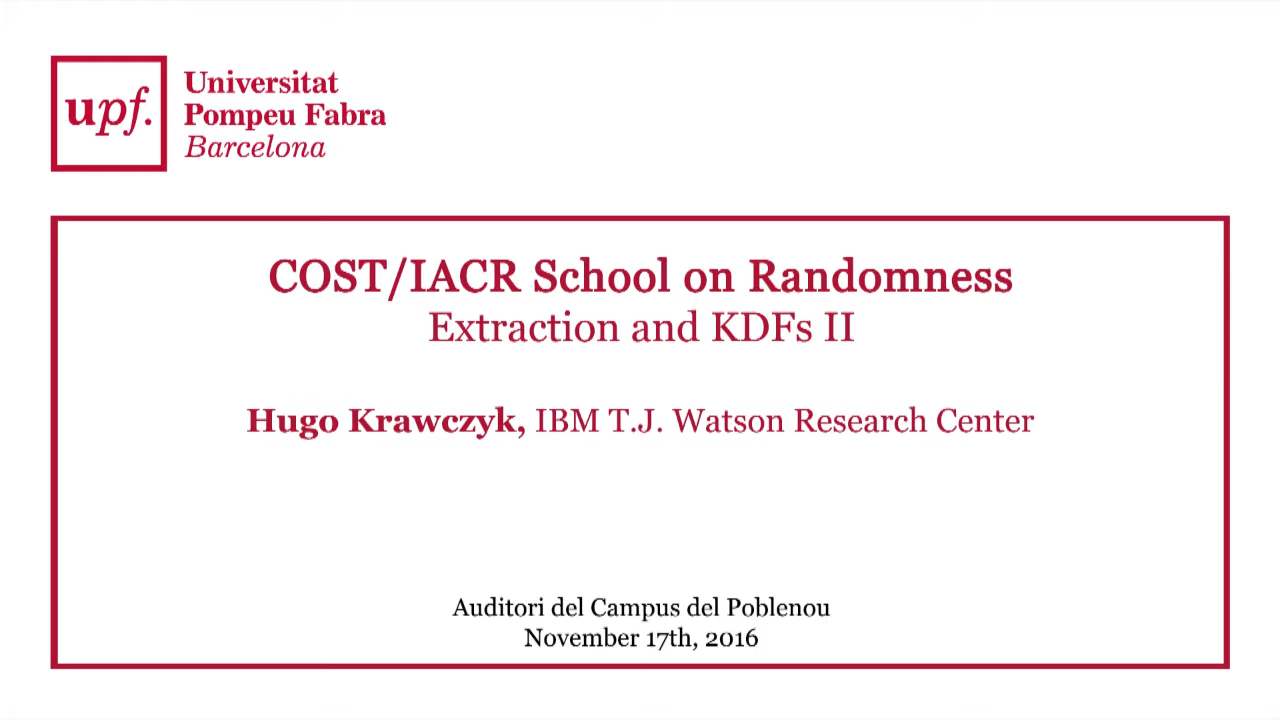 upf.
Universitat
Pompeu Fabra
Barcelona
COST/IACR School on Randomness
Extraction and KDFs II
Hugo Krawczyk, IBM T.J. Watson Research Center
Auditori del Campus del Poblenou
November 17th, 2016